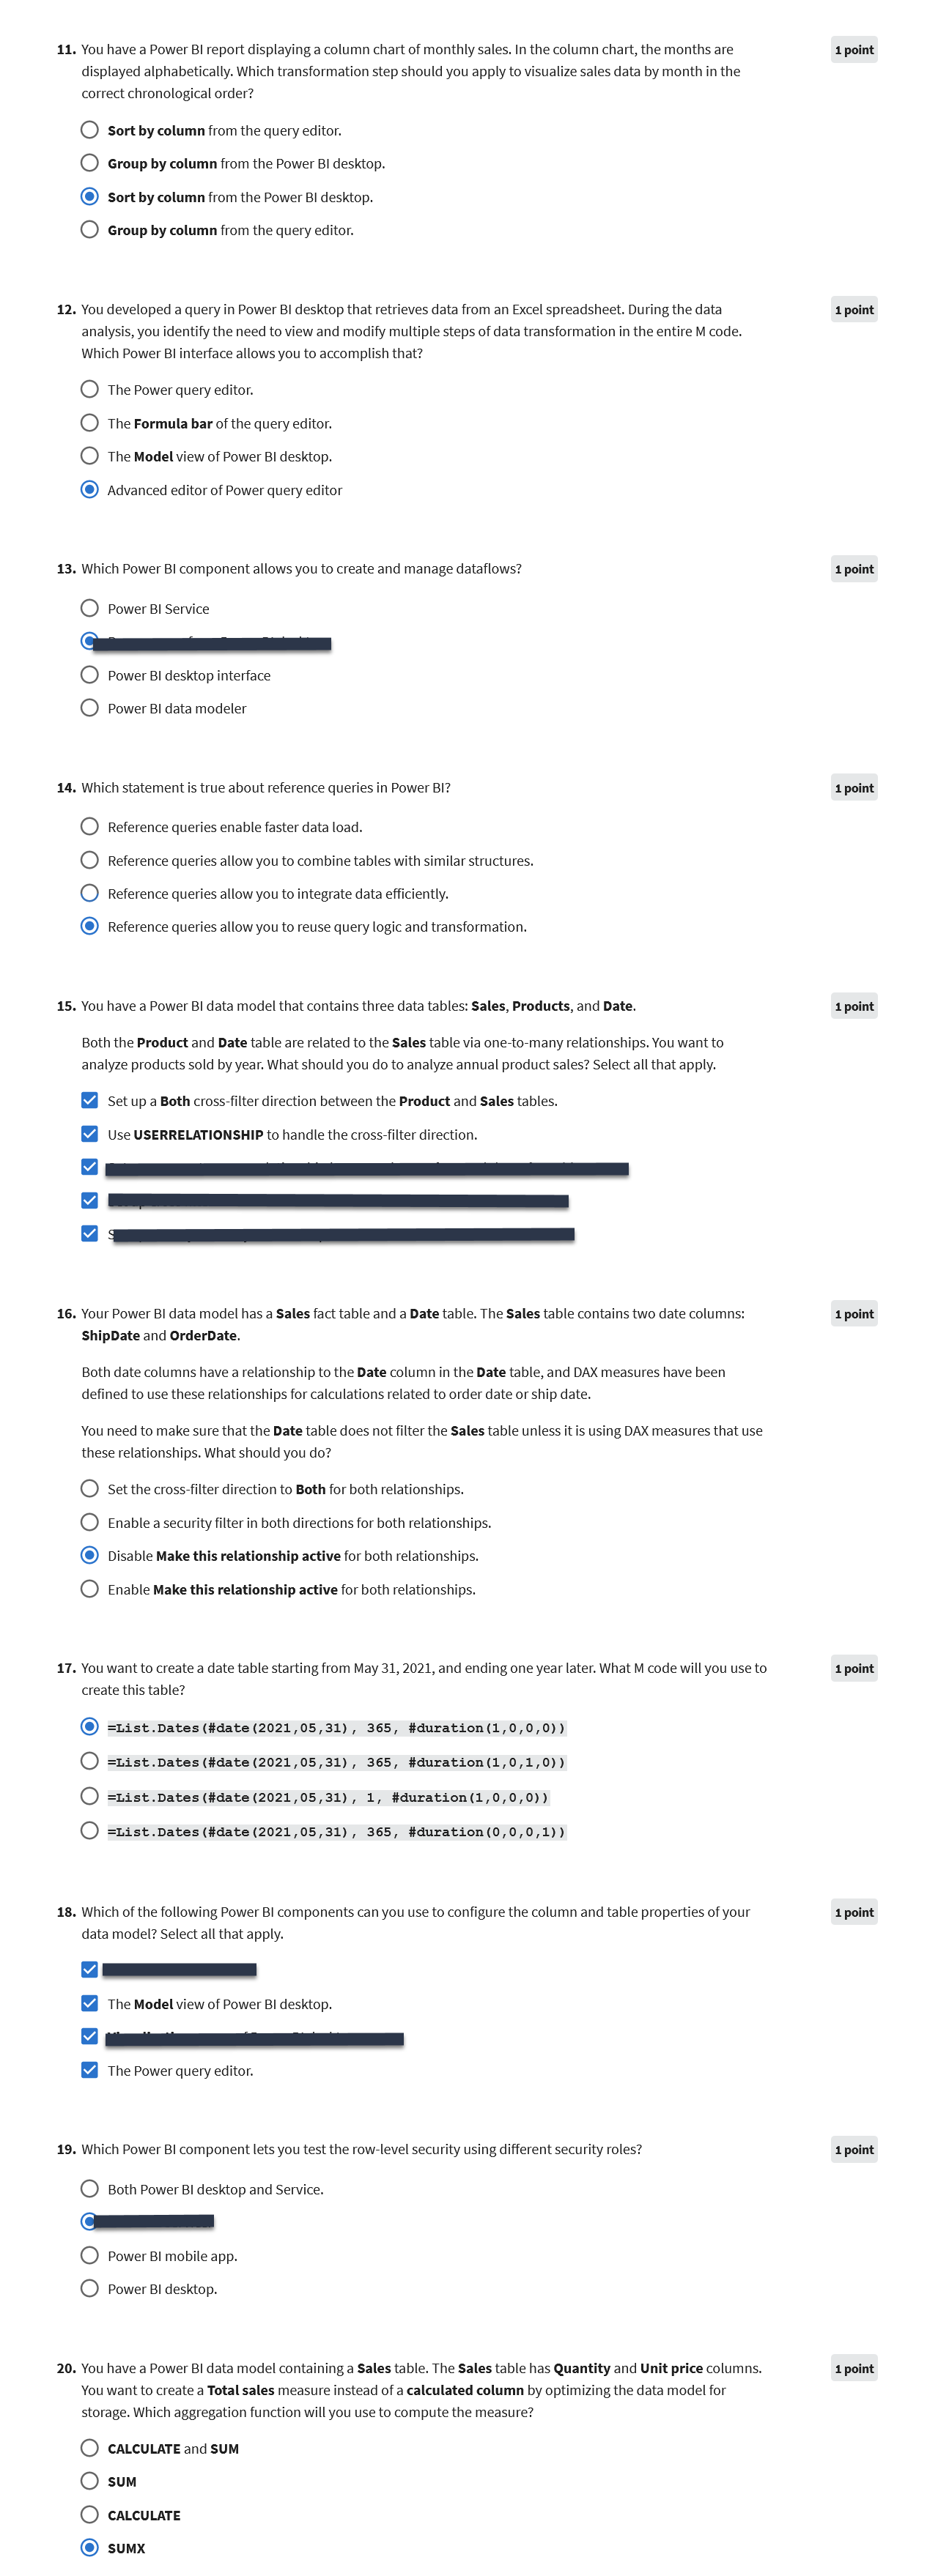 11. You have a Power BI report displaying a column chart of monthly sales. In the column chart, the months are
1 point
displayed alphabetically. Which transformation step should you apply to visualize sales data by month in the
correct chronological order?
Sort by column from the query editor.
Group by column from the Power BI desktop.
Sort by column from the Power BI desktop.
Group by column from the query editor.
12. You developed a query in Power BI desktop that retrieves data from an Excel spreadsheet. During the data
1 point
analysis, you identify the need to view and modify multiple steps of data transformation in the entire M code.
Which Power BI interface allows you to accomplish that?
The Power query editor.
The Formula bar of the query editor.
The Model view of Power BI desktop.
Advanced editor of Power query editor
13. Which Power BI component allows you to create and manage dataflows?
1 point
Power BI Service
Power BI desktop interface
Power BI data modeler
14. Which statement is true about reference queries in Power BI?
1 point
Reference queries enable faster data load.
Reference queries allow you to combine tables with similar structures.
Reference queries allow you to integrate data efficiently.
Reference queries allow you to reuse query logic and transformation.
15. You have a Power BI data model that contains three data tables: Sales, Products, and Date.
1 point
Both the Product and Date table are related to the Sales table via one-to-many relationships. You want to
analyze products sold by year. What should you do to analyze annual product sales? Select all that apply.
Set up a Both cross-filter direction between the Product and Sales tables.
Use USERRELATIONSHIP to handle the cross-filter direction.
16. Your Power BI data model has a Sales fact table and a Date table. The Sales table contains two date columns:
1 point
ShipDate and OrderDate.
Both date columns have a relationship to the Date column in the Date table, and DAX measures have been
defined to use these relationships for calculations related to order date or ship date.
You need to make sure that the Date table does not filter the Sales table unless it is using DAX measures that use
these relationships. What should you do?
Set the cross-filter direction to Both for both relationships.
Enable a security filter in both directions for both relationships.
Disable Make this relationship active for both relationships.
Enable Make this relationship active for both relationships.
17. You want to create a date table starting from May 31, 2021, and ending one year later. What M code will you use to
1 point
create this table?
=List.Dates(#date(2021,05,31), 365, #duration(1,0,0,0))
=List.Dates(#date(2021,05,31), 365, #duration(1,0,1,0))
=List.Dates(#date(2021,05,31), 1, #duration(1,0,0,0))
=List.Dates(#date(2021,05,31), 365, #duration(0,0,0,1))
18. Which of the following Power BI components can you use to configure the column and table properties of your
1 point
data model? Select all that apply.
The Model view of Power BI desktop.
The Power query editor.
19. Which Power BI component lets you test the row-level security using different security roles?
1 point
Both Power BI desktop and Service.
Power BI mobile app.
Power BI desktop.
20. You have a Power BI data model containing a Sales table. The Sales table has Quantity and Unit price columns.
1 point
You want to create a Total sales measure instead of a calculated column by optimizing the data model for
storage. Which aggregation function will you use to compute the measure?
CALCULATE and SUM
SUM
CALCULATE
SUMX